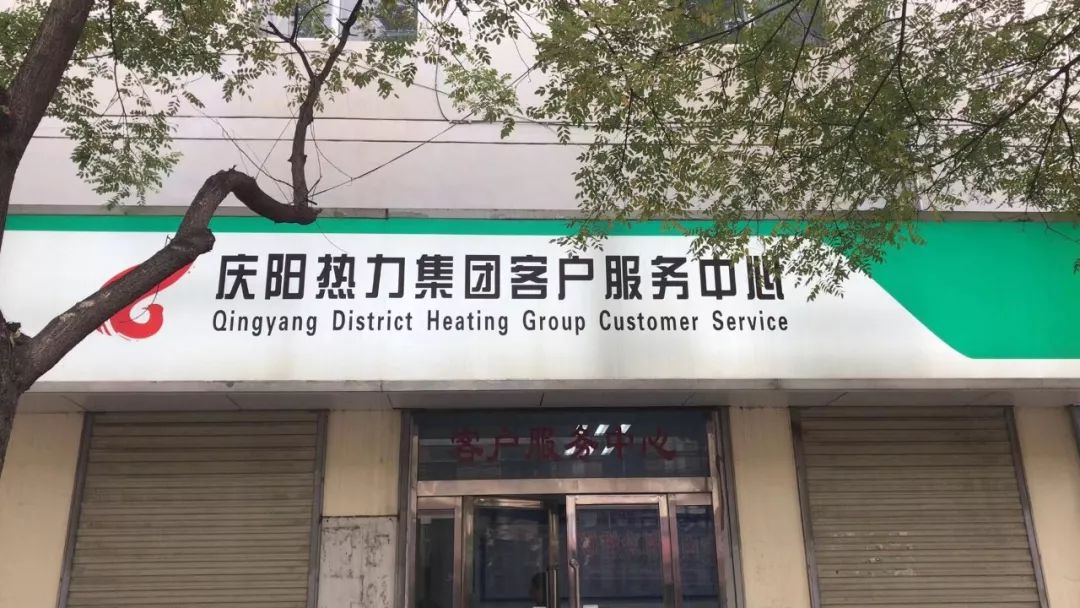 庆阳热力集团客户服务中心
Qingyang District Heating Group Customer Service
客户服务中心